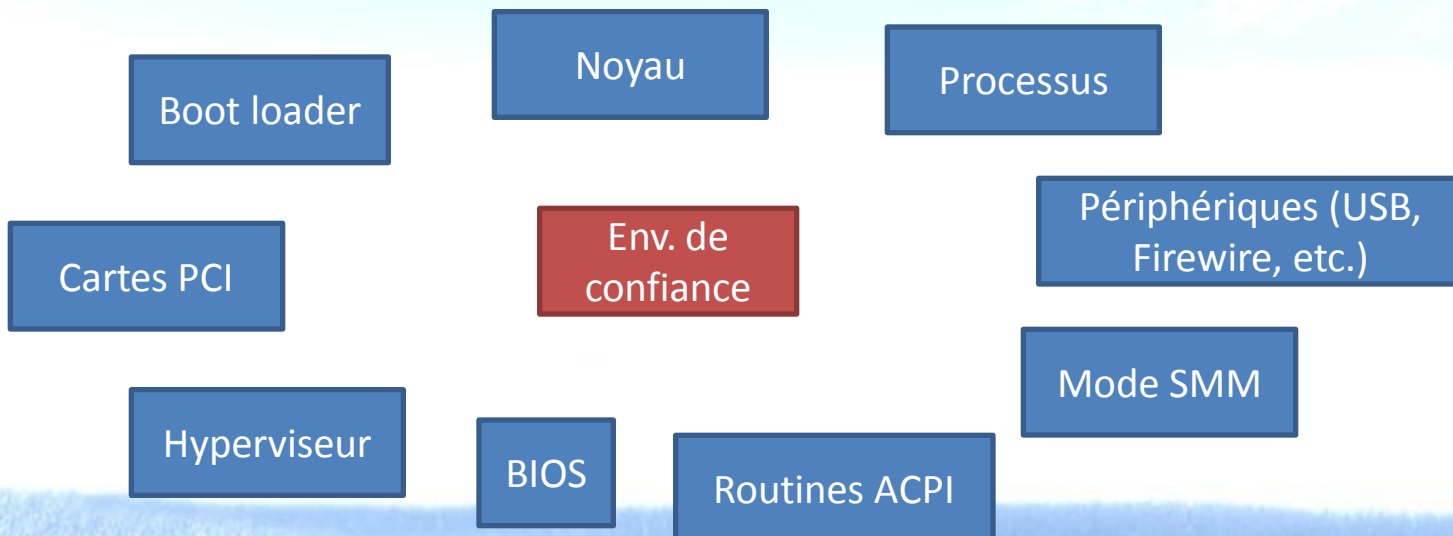 Noyau
Processus
Boot loader
Périphériques (USB,
Firewire, etc.)
Env. de
confiance
Cartes PCI
Mode SMM
Hyperviseur
BIOS
Routines ACPI